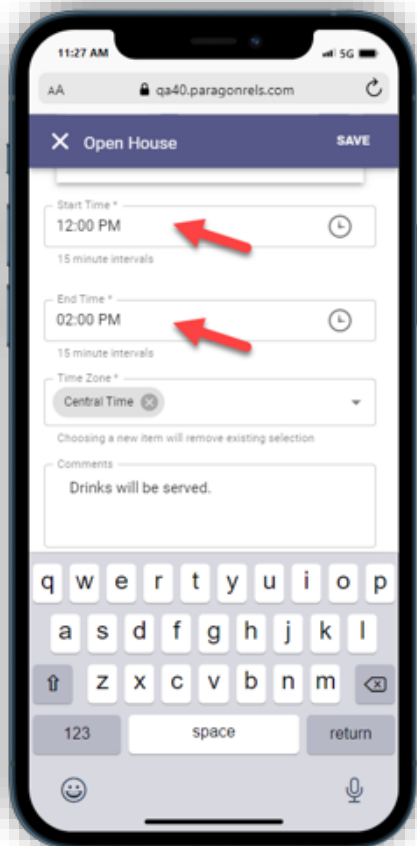 11:27 AM 5G
AA qa40.paragonrels.com
Open House SAVE
Start Time *
12:00 PM
15 minute intervals
End Time *
02:00 PM
15 minute intervals
Time Zone *
Central Time
Choosing a new item will remove existing selection
Comments
Drinks will be served.
q w e r t y u i o p
a s d f g h j k l
z x c v b n m
123 space return